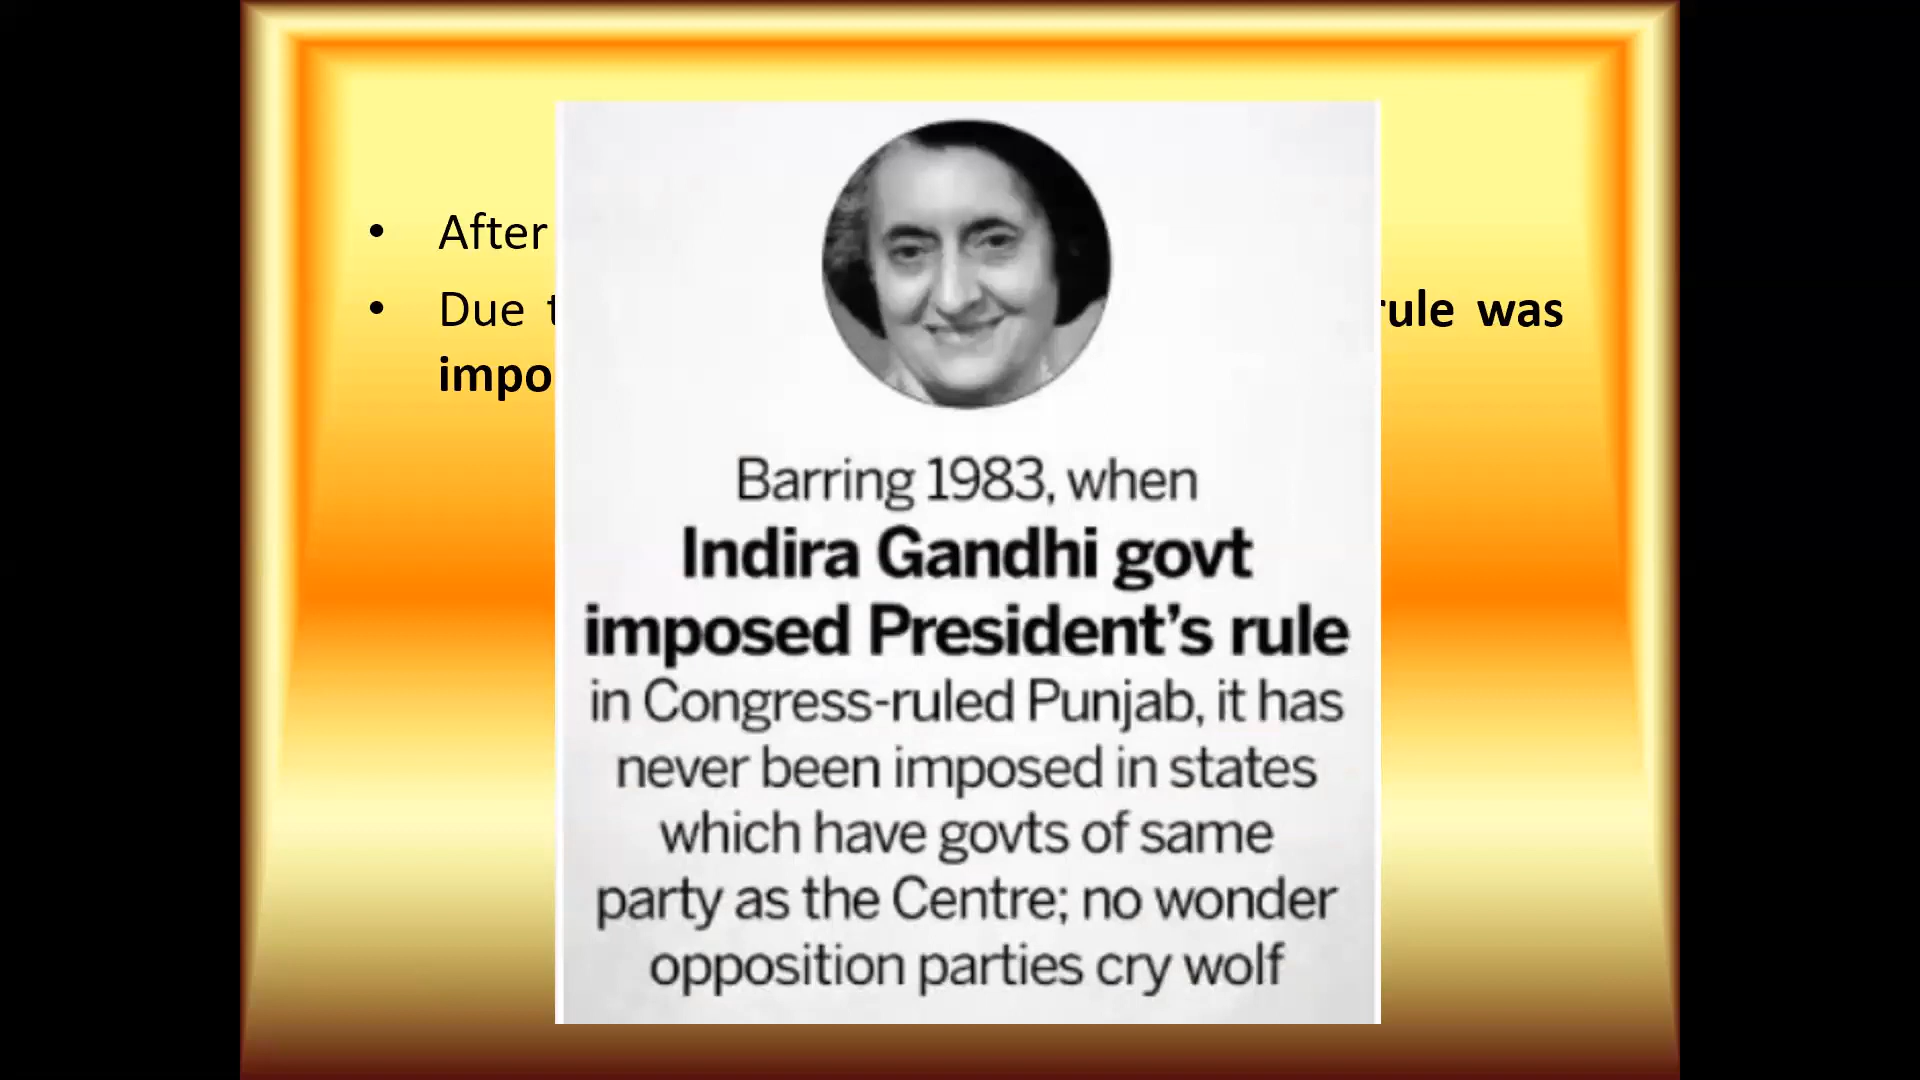 • After
• Due
rule was
Barring 1983, when
Indira Gandhi govt
imposed President's rule
in Congress-ruled Punjab, it has
never been imposed in states
which have govts of same
party as the Centre; no wonder
opposition parties cry wolf